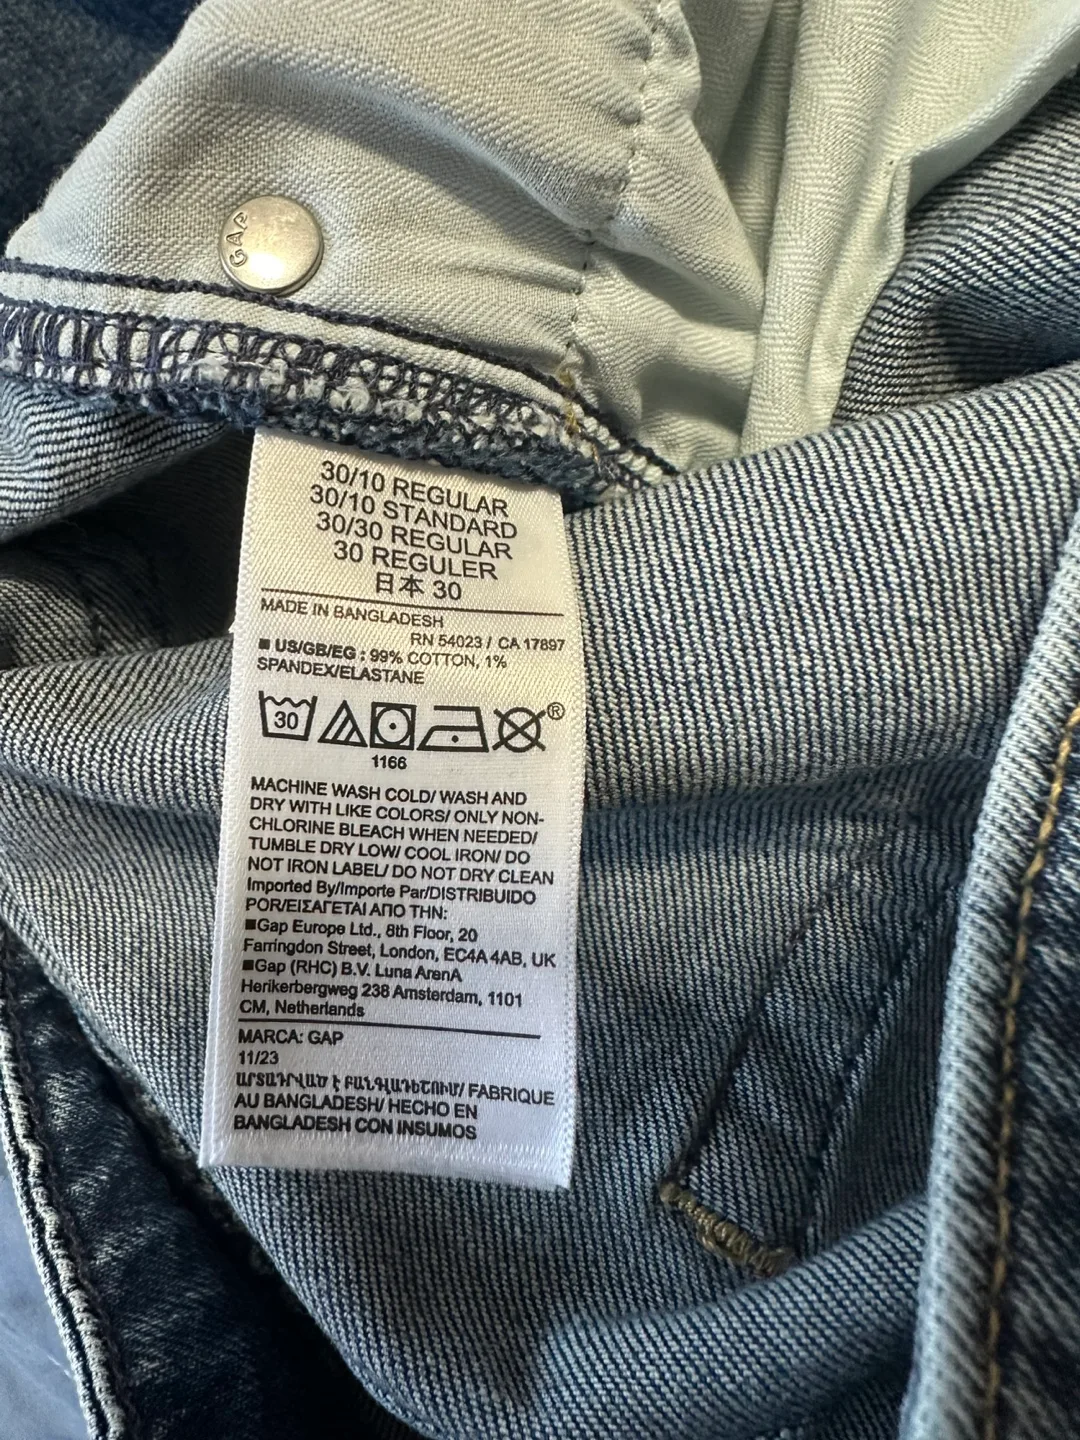 GAP
30/10 REGULAR
30/10 STANDARD
30/30 REGULAR
30 REGULER
日本 30
MADE IN BANGLADESH
RN 54023 / CA 17897
■ US/GB/EG : 99% COTTON, 1%
SPANDEX/ELASTANE
30 ®
1166
MACHINE WASH COLD/ WASH AND
DRY WITH LIKE COLORS/ ONLY NON-
CHLORINE BLEACH WHEN NEEDED/
TUMBLE DRY LOW/ COOL IRON/ DO
NOT IRON LABEL/ DO NOT DRY CLEAN
Imported By/Importe Par/DISTRIBUIDO
POR/ΕΙΣΑΓΕΤΑΙ ΑΠΟ ΤΗΝ:
■Gap Europe Ltd., 8th Floor, 20
Farringdon Street, London, EC4A 4AB, UK
■Gap (RHC) B.V. Luna ArenA
Herikerbergweg 238 Amsterdam, 1101
CM, Netherlands
MARCA: GAP
11/23
ԱՐՏԱԴՐՎԱԾ Է ԲԱՆԳԼԱԴԵՇՈՒՄ/ FABRIQUE
AU BANGLADESH/ HECHO EN
BANGLADESH CON INSUMOS